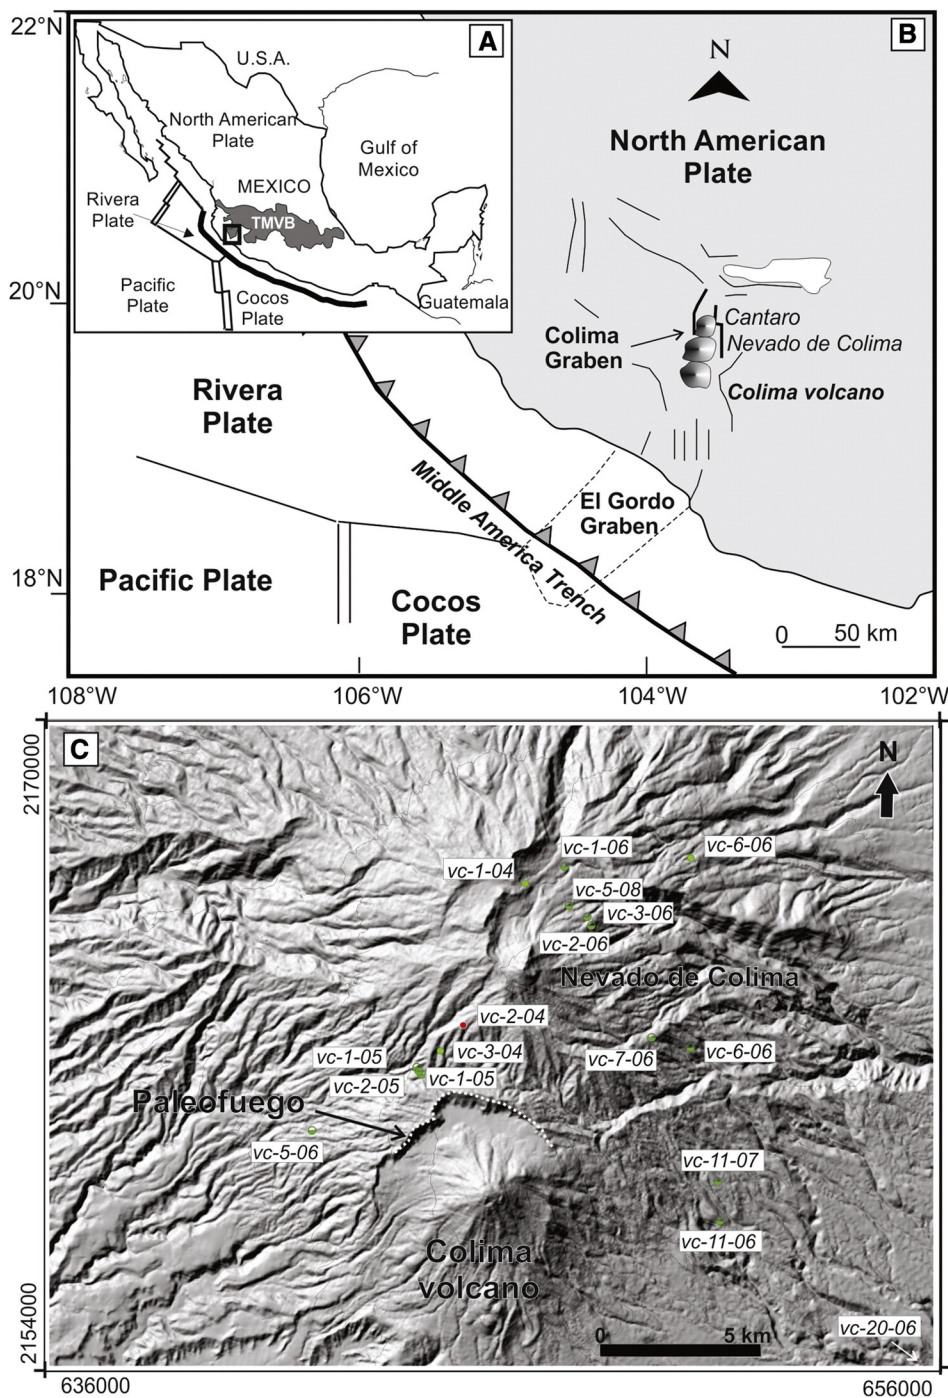 22°N
20°N
18°N
A
U.S.A.
North American
Plate
Gulf of
Mexico
MEXICO
TMVB
Rivera
Plate
Pacific
Plate
Cocos
Plate
Guatemala
B
N
North American
Plate
Cantaro
Nevado de Colima
Colima
Graben
Colima volcano
Rivera
Plate
Middle America Trench
El Gordo
Graben
Pacific Plate
Cocos
Plate
0 50 km
108°W 106°W 104°W 102°W
C
N
2170000
2154000
vc-1-06
vc-6-06
vc-1-04
vc-5-08
vc-3-06
vc-2-06
Nevado de Colima
vc-2-04
vc-3-04
vc-7-06
vc-6-06
vc-1-05
vc-2-05
vc-1-05
Paleofuego
vc-5-06
vc-11-07
vc-11-06
Colima
volcano
0 5 km
vc-20-06
636000 656000